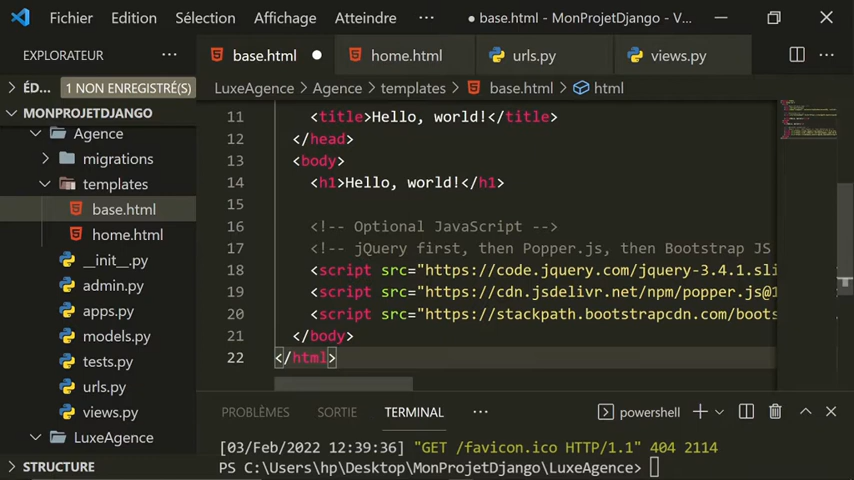 Fichier Édition Sélection Affichage Atteindre ··· ● base.html - MonProjetDjango - V...
EXPLORATEUR ···
base.html ●
home.html
urls.py
views.py
···
ÉD... 1 NON ENREGISTRÉ(S)
LuxeAgence > Agence > templates > base.html > html
MONPROJETDJANGO
Agence
migrations
templates
base.html
home.html
__init__.py
admin.py
apps.py
models.py
tests.py
urls.py
views.py
LuxeAgence
STRUCTURE
11 <title>Hello, world!</title>
12 </head>
13 <body>
14 <h1>Hello, world!</h1>
15
16 <!-- Optional JavaScript -->
17 <!-- jQuery first, then Popper.js, then Bootstrap JS
18 <script src="https://code.jquery.com/jquery-3.4.1.sli
19 <script src="https://cdn.jsdelivr.net/npm/popper.js@1
20 <script src="https://stackpath.bootstrapcdn.com/boots
21 </body>
22 </html>
PROBLÈMES SORTIE TERMINAL ··· powershell
[03/Feb/2022 12:39:36] "GET /favicon.ico HTTP/1.1" 404 2114
PS C:\Users\hp\Desktop\MonProjetDjango\LuxeAgence>